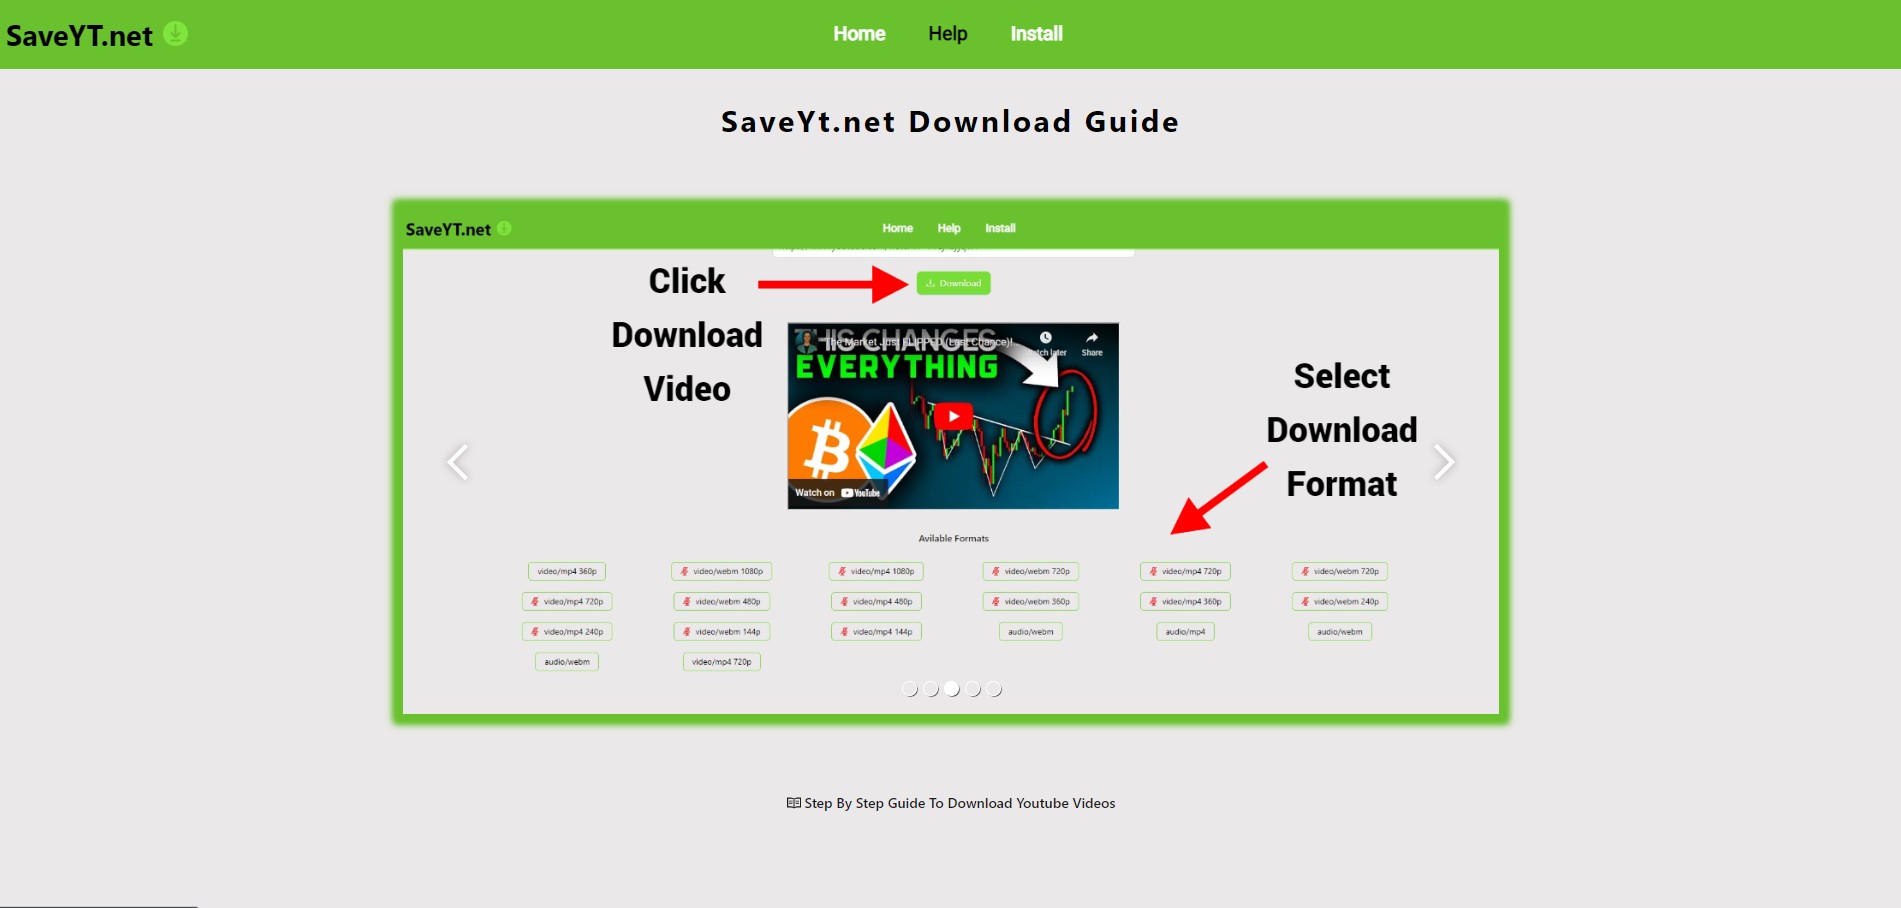 SaveYT.net
Home Help Install
SaveYt.net Download Guide
SaveYT.net
Home Help Install
Click
Download
Video
Download
THIS CHANGES
The Market Just FLIPPED (Last Chance)!...
Watch later Share
EVERYTHING
Watch on YouTube
Select
Download
Format
Avilable Formats
video/mp4 360p video/webm 1080p video/mp4 1080p video/webm 720p video/mp4 720p video/webm 720p
video/mp4 720p video/webm 480p video/mp4 480p video/webm 360p video/mp4 360p video/webm 240p
video/mp4 240p video/webm 144p video/mp4 144p audio/webm audio/mp4 audio/webm
audio/webm video/mp4 720p
Step By Step Guide To Download Youtube Videos